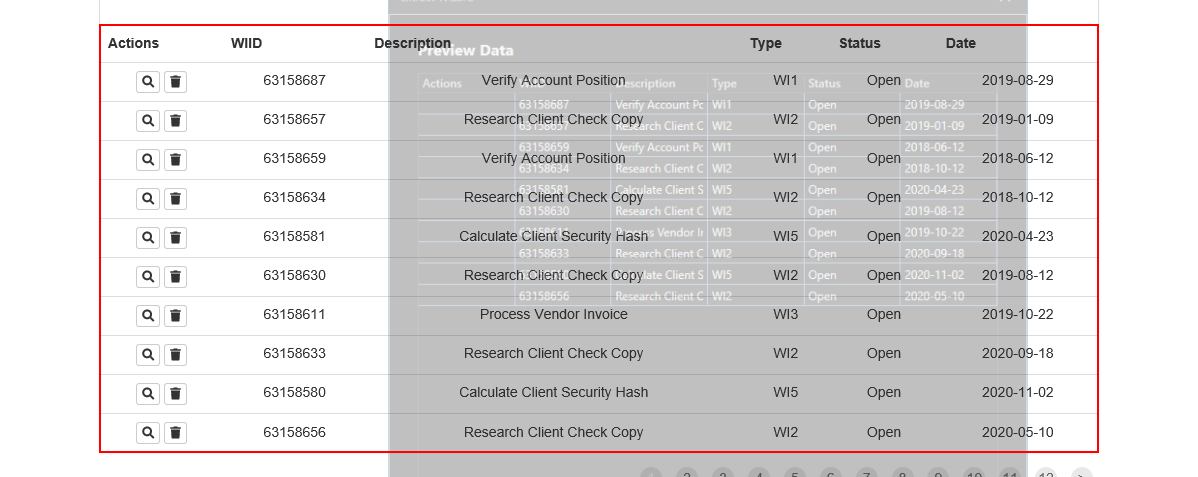 Actions WIID Description Type Status Date
63158687 Verify Account Position WI1 Open 2019-08-29
63158657 Research Client Check Copy WI2 Open 2019-01-09
63158659 Verify Account Position WI1 Open 2018-06-12
63158634 Research Client Check Copy WI2 Open 2018-10-12
63158581 Calculate Client Security Hash WI5 Open 2020-04-23
63158630 Research Client Check Copy WI2 Open 2019-08-12
63158611 Process Vendor Invoice WI3 Open 2019-10-22
63158633 Research Client Check Copy WI2 Open 2020-09-18
63158580 Calculate Client Security Hash WI5 Open 2020-11-02
63158656 Research Client Check Copy WI2 Open 2020-05-10
Preview Data
Actions Description Type Status Date
63158687 Verify Account Pc WI1 Open 2019-08-29
63158657 Research Client C WI2 Open 2019-01-09
63158659 Verify Account Pc WI1 Open 2018-06-12
63158634 Research Client C WI2 Open 2018-10-12
63158581 Calculate Client S WI5 Open 2020-04-23
63158630 Research Client C WI2 Open 2019-08-12
Process Vendor Ir WI3 Open 2019-10-22
63158633 Research Client C WI2 Open 2020-09-18
Calculate Client S WI5 Open 2020-11-02
63158656 Research Client C WI2 Open 2020-05-10
2 3 4 5 6 7 8 9 10 11 12 >